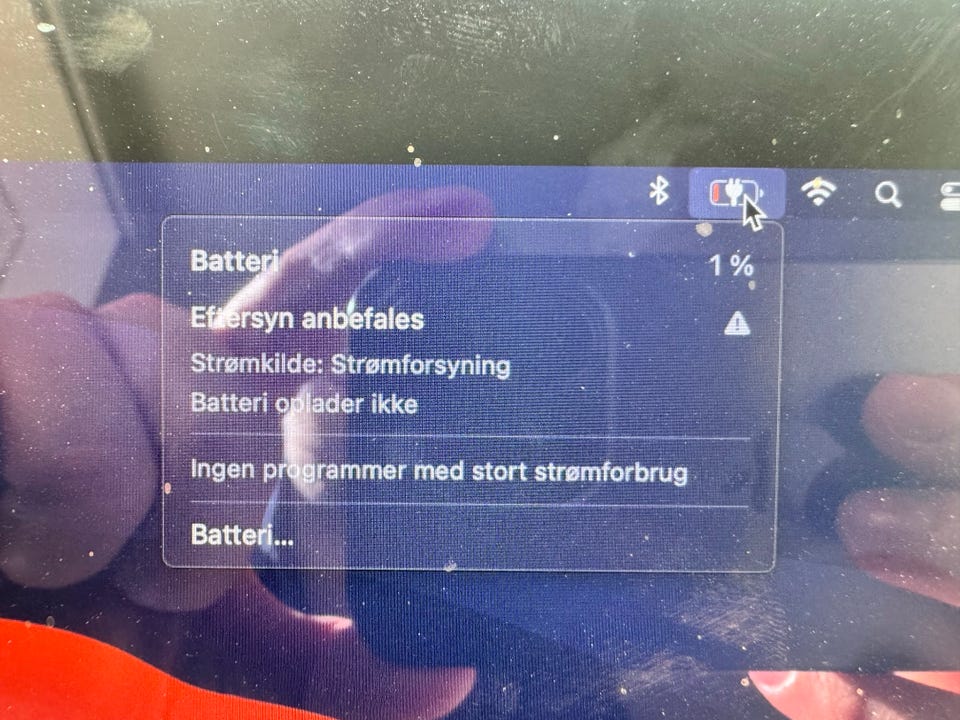 Batteri 1 %
Eftersyn anbefales
Strømkilde: Strømforsyning
Batteri oplader ikke
Ingen programmer med stort strømforbrug
Batteri...